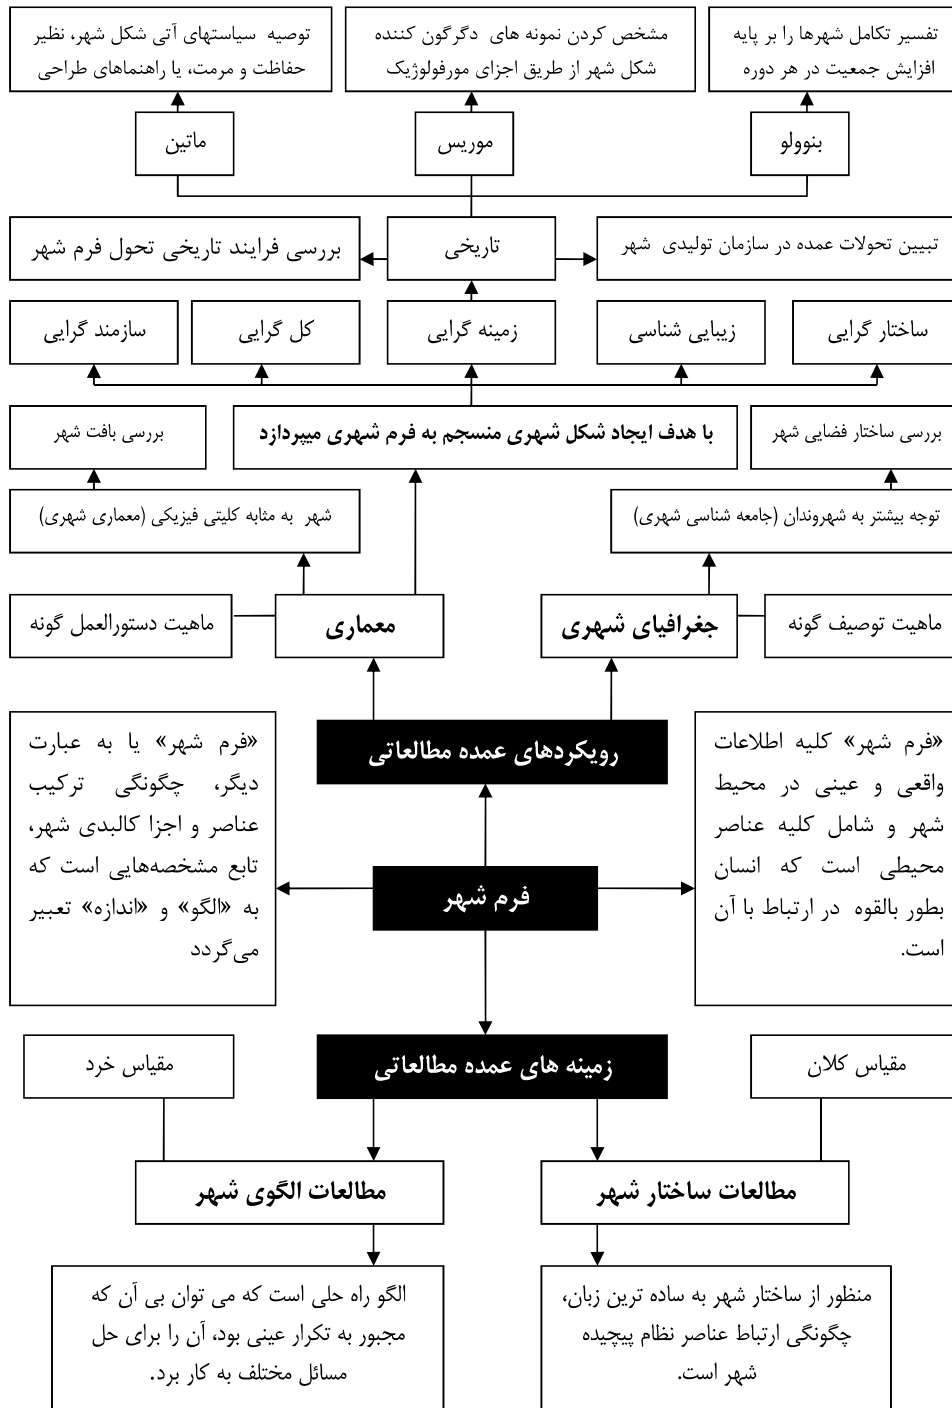 تفسیر تکامل شهرها را بر پایه
افزایش جمعیت در هر دوره
مشخص کردن نمونه های دگرگون کننده
شکل شهر از طریق اجزای مورفولوژیک
توصیه سیاستهای آتی شکل شهر، نظیر
حفاظت و مرمت، یا راهنماهای طراحی
بنوولو
موریس
ماتین
تبیین تحولات عمده در سازمان تولیدی شهر
تاریخی
بررسی فرایند تاریخی تحول فرم شهر
ساختار گرایی
زیبایی شناسی
زمینه گرایی
کل گرایی
سازمند گرایی
بررسی ساختار فضایی شهر
با هدف ایجاد شکل شهری منسجم به فرم شهری میپردازد
بررسی بافت شهر
توجه بیشتر به شهروندان (جامعه شناسی شهری)
شهر به مثابه کلیتی فیزیکی (معماری شهری)
ماهیت توصیف گونه
جغرافیای شهری
معماری
ماهیت دستورالعمل گونه
رویکردهای عمده مطالعاتی
«فرم شهر» کلیه اطلاعات
واقعی و عینی در محیط
شهر و شامل کلیه عناصر
محیطی است که انسان
بطور بالقوه در ارتباط با آن
است.
فرم شهر
«فرم شهر» یا به عبارت
دیگر، چگونگی ترکیب
عناصر و اجزا کالبدی شهر،
تابع مشخصه‌هایی است که
به «الگو» و «اندازه» تعبیر
می‌گردد
مقیاس کلان
زمینه های عمده مطالعاتی
مقیاس خرد
مطالعات ساختار شهر
مطالعات الگوی شهر
منظور از ساختار شهر به ساده ترین زبان،
چگونگی ارتباط عناصر نظام پیچیده
شهر است.
الگو راه حلی است که می توان بی آن که
مجبور به تکرار عینی بود، آن را برای حل
مسائل مختلف به کار برد.